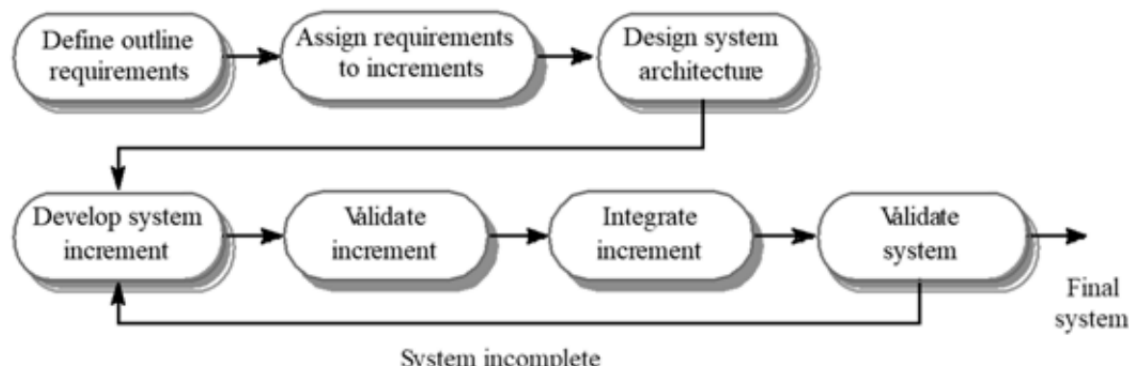 Define outline
requirements
Assign requirements
to increments
Design system
architecture
Develop system
increment
Validate
increment
Integrate
increment
Validate
system
Final
system
System incomplete